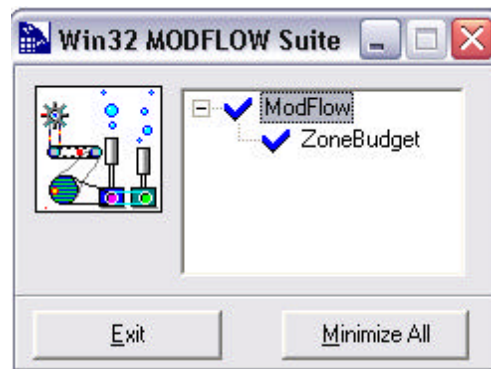 Win32 MODFLOW Suite
ModFlow
ZoneBudget
Exit
Minimize All